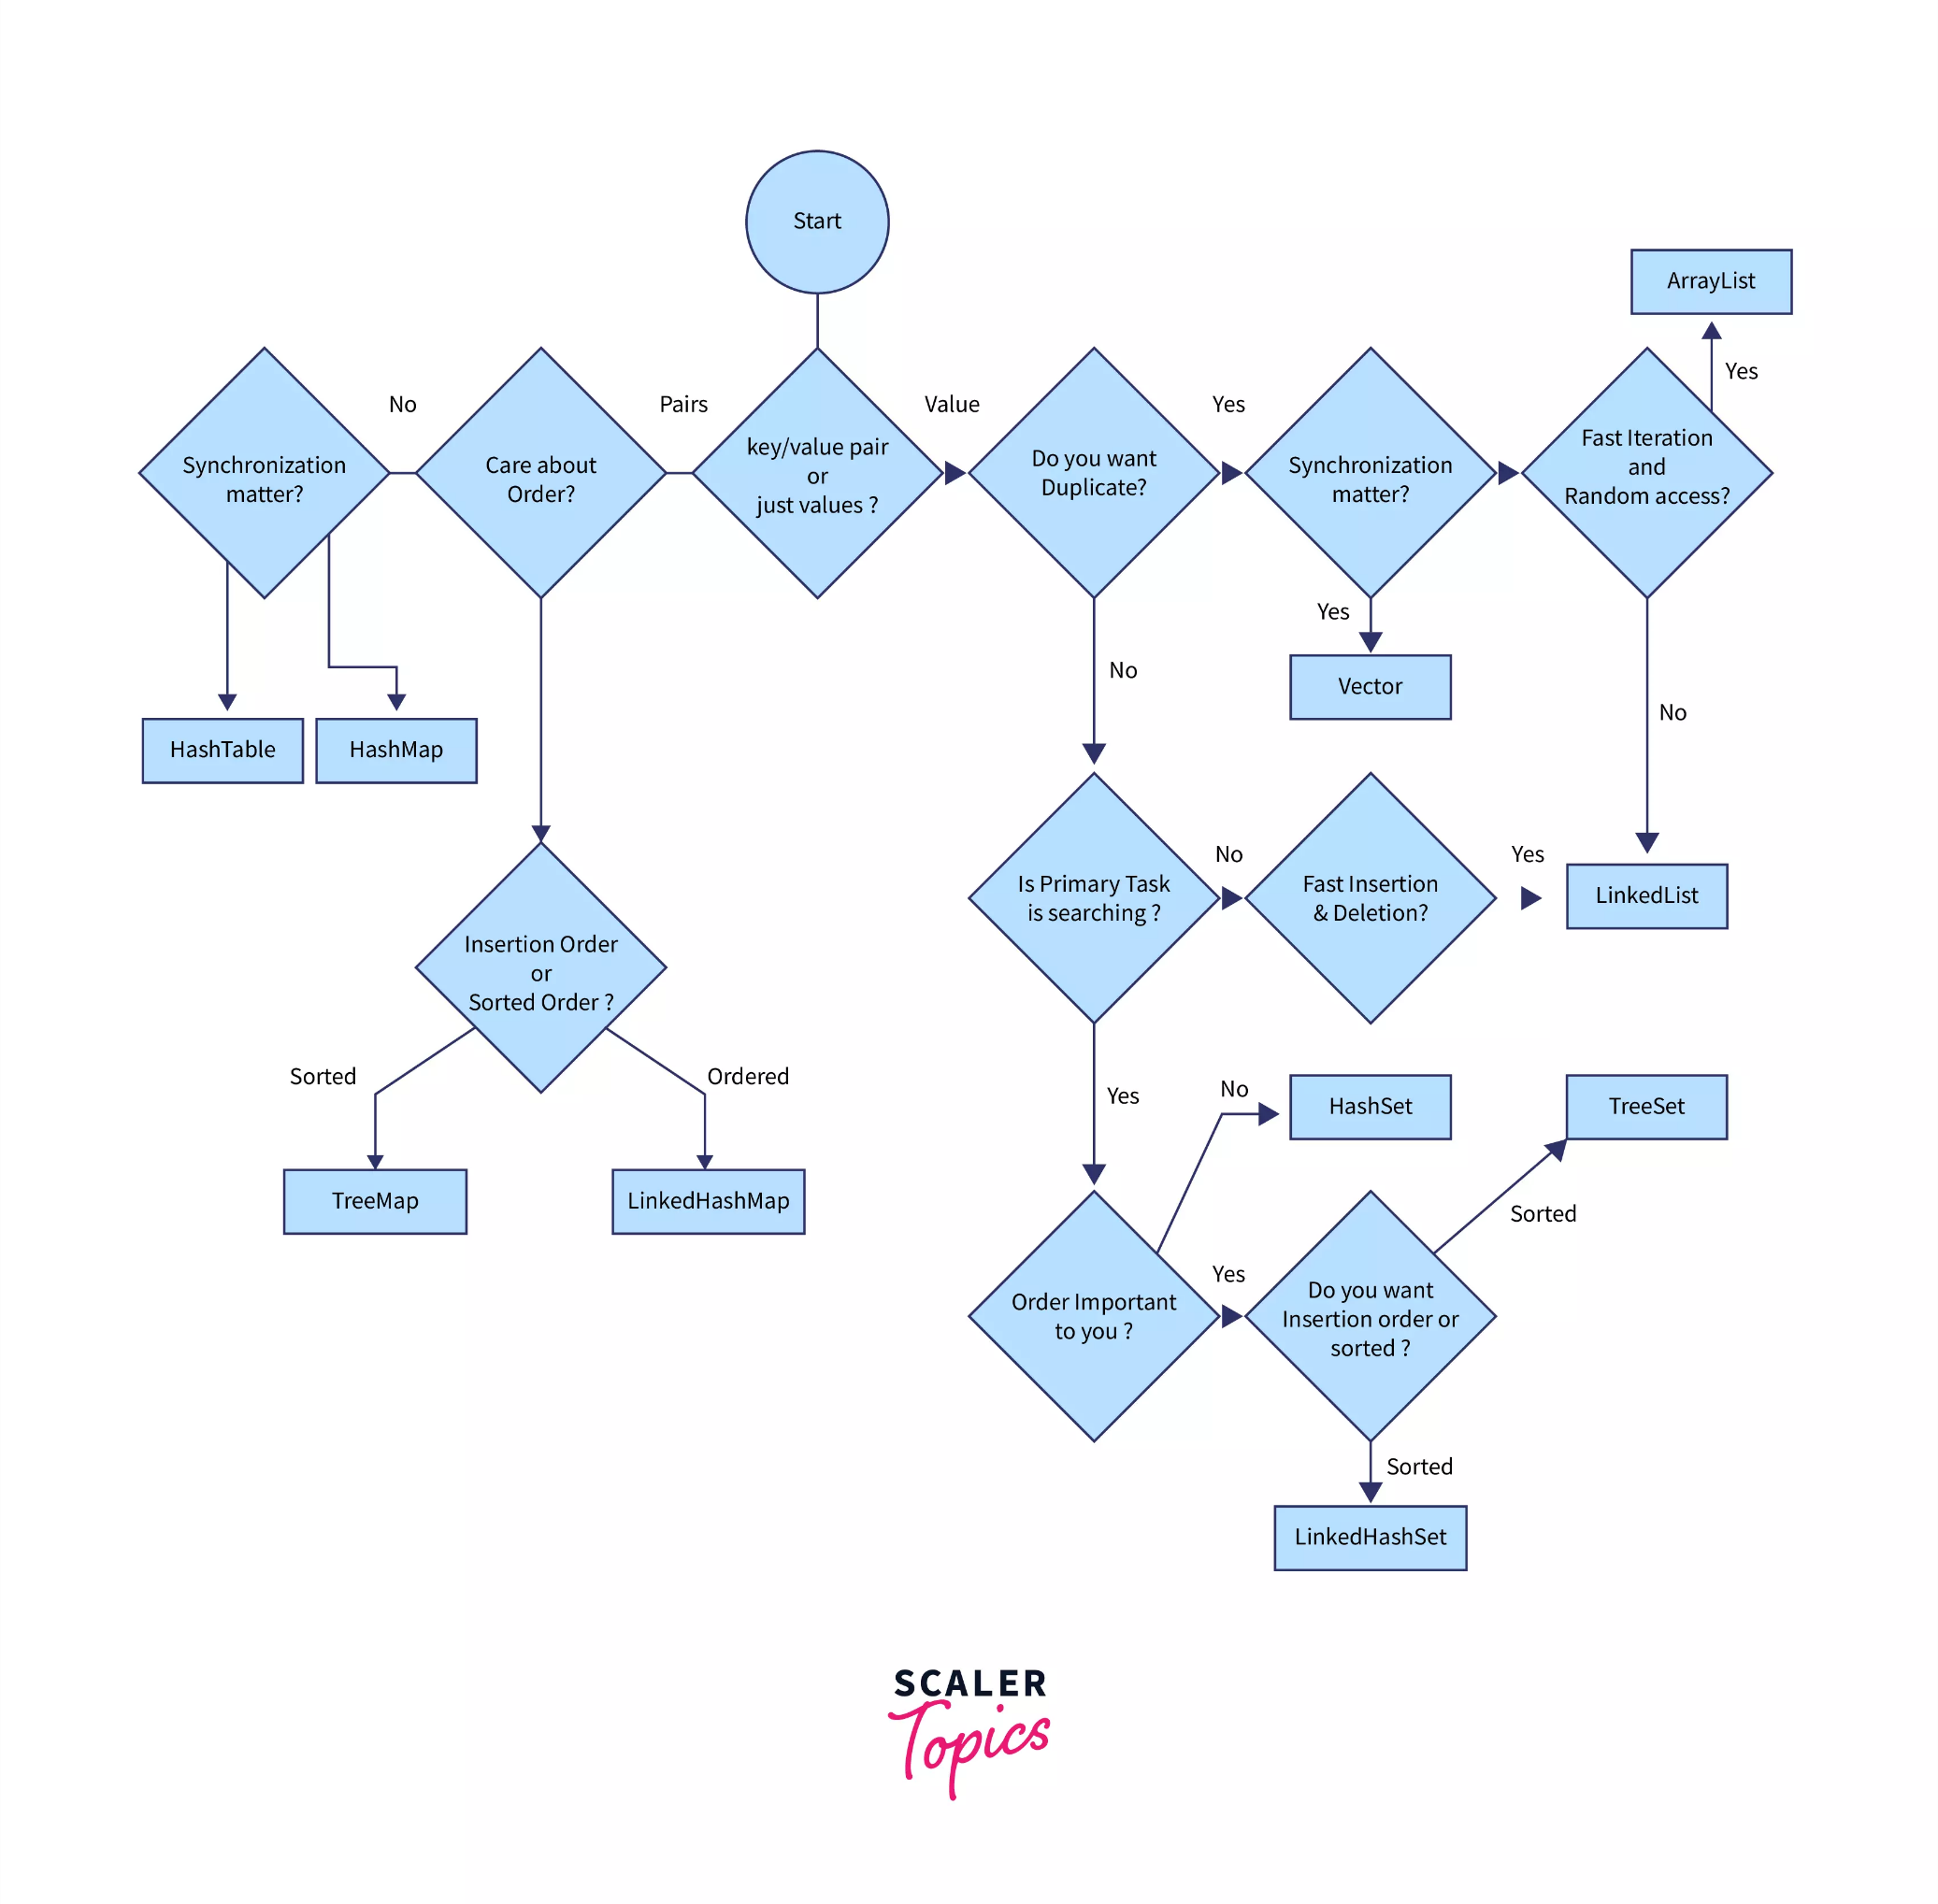 Start
ArrayList
Yes
No
Pairs
Value
Yes
Synchronization
matter?
Care about
Order?
key/value pair
or
just values ?
Do you want
Duplicate?
Synchronization
matter?
Fast Iteration
and
Random access?
Yes
No
Vector
No
HashTable
HashMap
No
Yes
Is Primary Task
is searching ?
Fast Insertion
& Deletion?
LinkedList
Insertion Order
or
Sorted Order ?
Sorted
Ordered
Yes
No
HashSet
TreeSet
TreeMap
LinkedHashMap
Sorted
Yes
Order Important
to you ?
Do you want
Insertion order or
sorted ?
Sorted
LinkedHashSet
SCALER
Topics